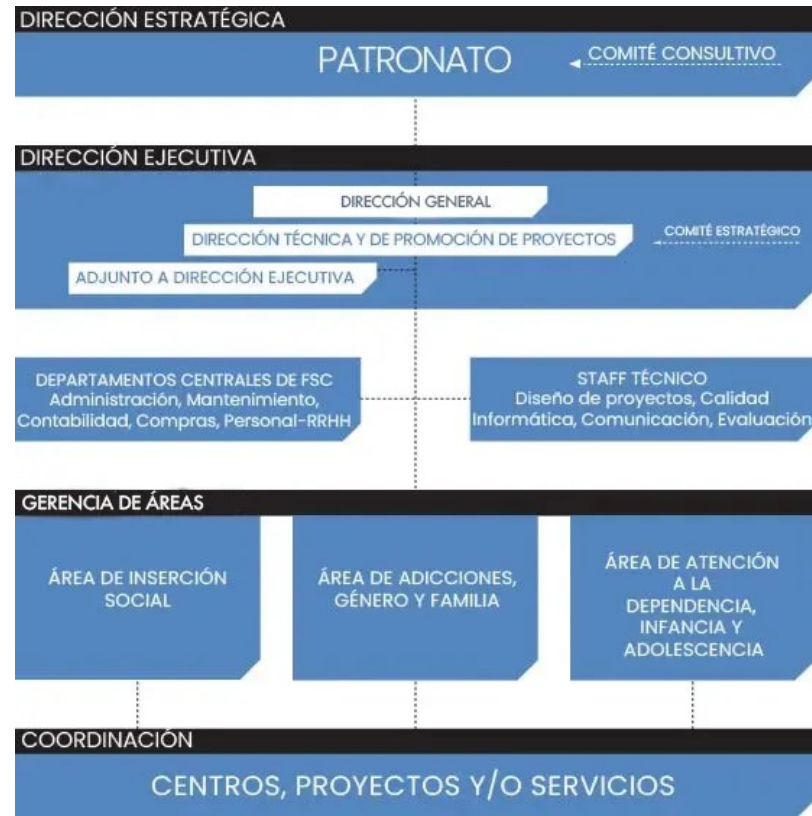 DIRECCIÓN ESTRATÉGICA
PATRONATO
COMITÉ CONSULTIVO
DIRECCIÓN EJECUTIVA
DIRECCIÓN GENERAL
DIRECCIÓN TÉCNICA Y DE PROMOCIÓN DE PROYECTOS
COMITÉ ESTRATÉGICO
ADJUNTO A DIRECCIÓN EJECUTIVA
DEPARTAMENTOS CENTRALES DE FSC
Administración, Mantenimiento,
Contabilidad, Compras, Personal-RRHH
STAFF TÉCNICO
Diseño de proyectos, Calidad
Informática, Comunicación, Evaluación
GERENCIA DE ÁREAS
ÁREA DE INSERCIÓN
SOCIAL
ÁREA DE ADICCIONES,
GÉNERO Y FAMILIA
ÁREA DE ATENCIÓN
A LA
DEPENDENCIA,
INFANCIA Y
ADOLESCENCIA
COORDINACIÓN
CENTROS, PROYECTOS Y/O SERVICIOS